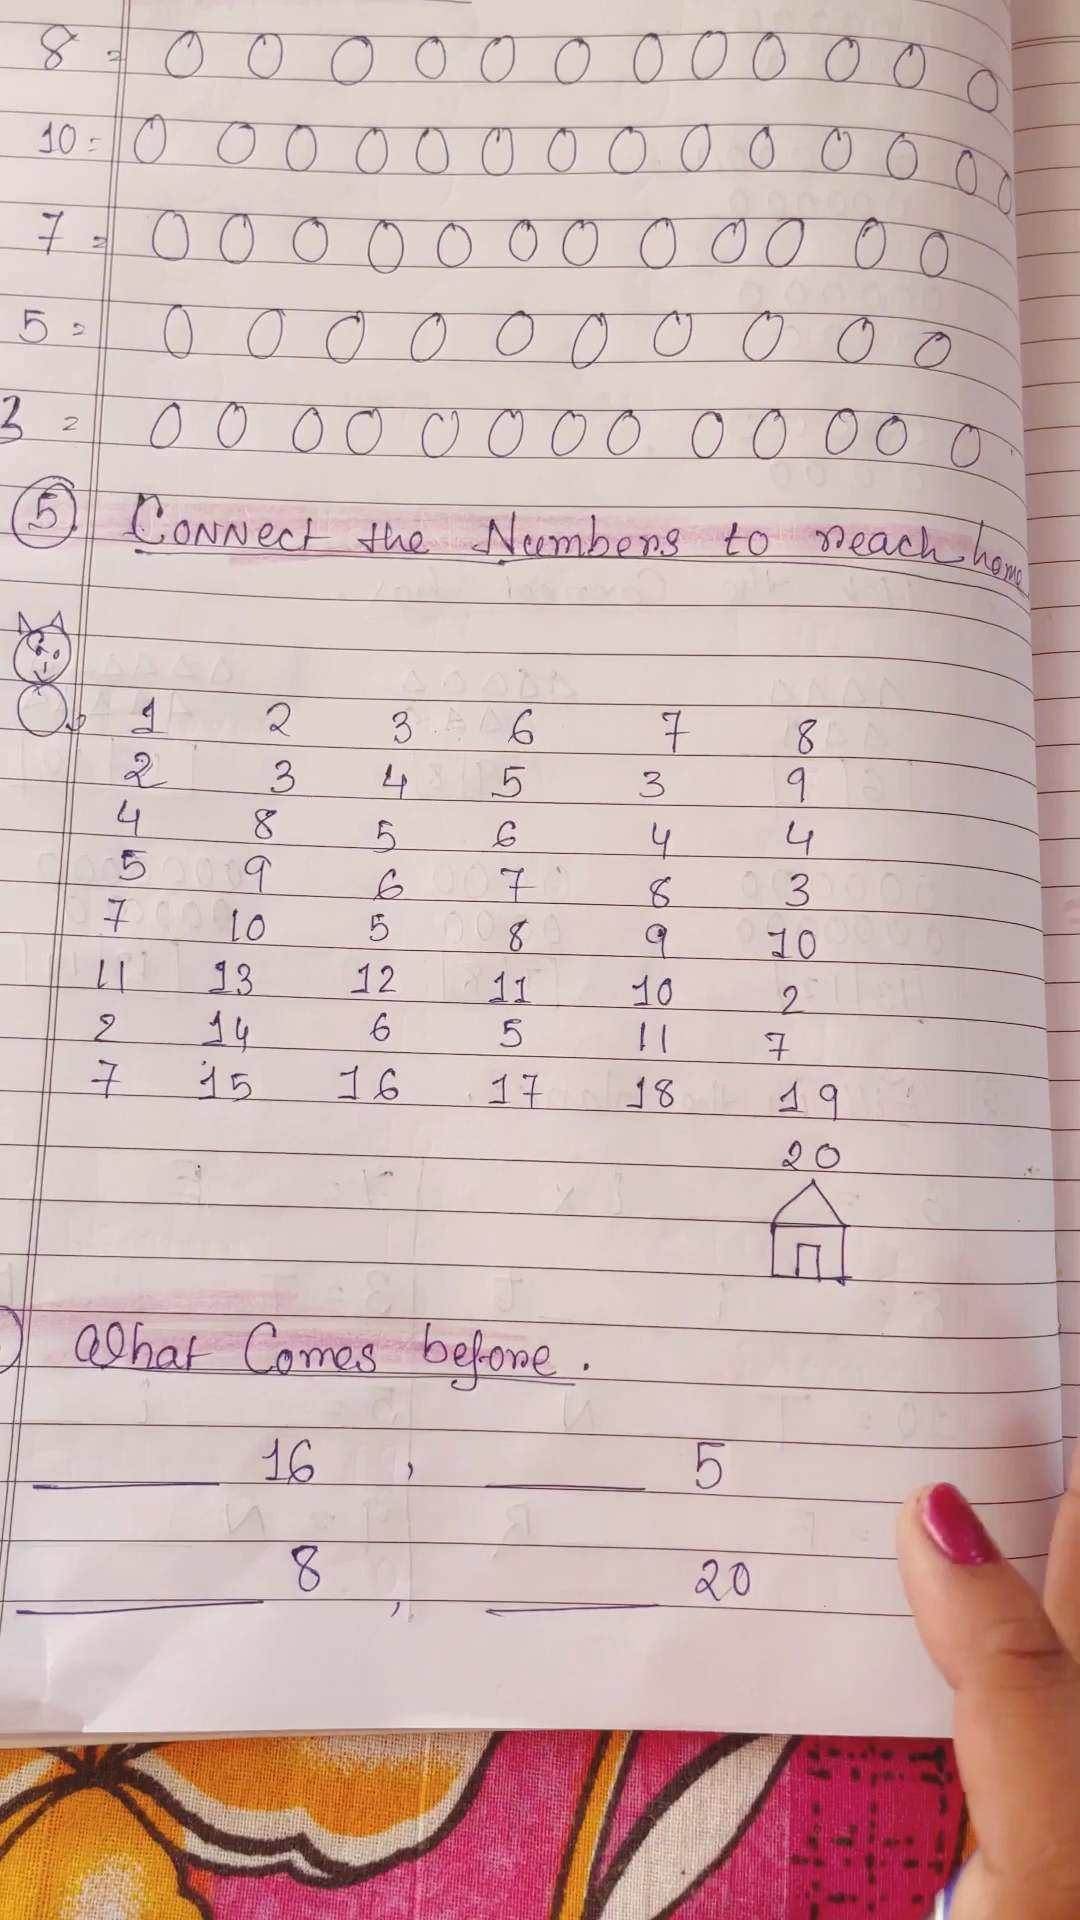 8 = 0 0 0 0 0 0 0 0 0 0 0 0
10 = 0 0 0 0 0 0 0 0 0 0 0 0 0 0
7 = 0 0 0 0 0 0 0 0 0 0 0 0
5 = 0 0 0 0 0 0 0 0 0 0
3 = 0 0 0 0 0 0 0 0 0 0 0 0 0
5. Connect the Numbers to reach home
1 2 3 6 7 8
2 3 4 5 3 9
4 8 5 6 4 4
5 9 6 7 8 3
7 10 5 8 9 10
11 13 12 11 10 2
2 14 6 5 11 7
7 15 16 17 18 19
20
What Comes before.
____ 16 , ____ 5
____ 8 , ____ 20